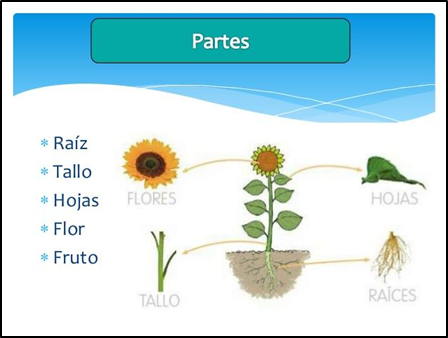 Partes
Raíz
Tallo
Hojas
Flor
Fruto
FLORES
HOJAS
TALLO
RAÍCES